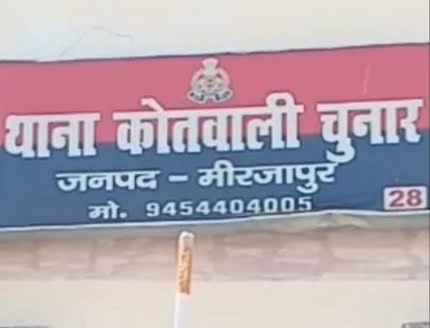 थाना कोतवाली चुनार
जनपद - मीरजापुर
मो. 9454404005
28